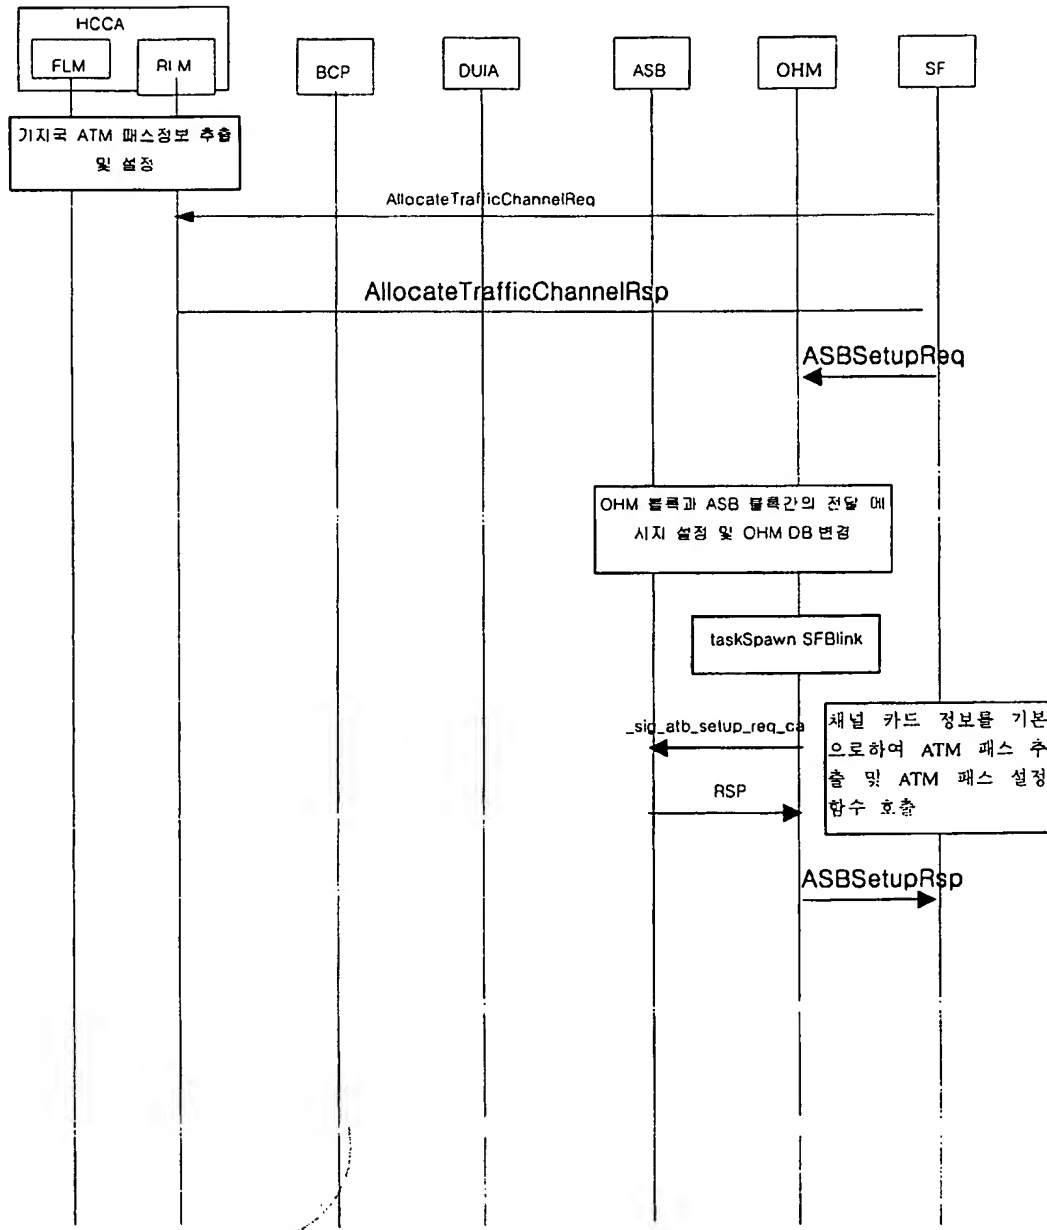 HCCA
FLM
RLM
BCP
DUIA
ASB
OHM
SF
기지국 ATM 패스정보 추출
및 설정
AllocateTrafficChannelReq
AllocateTrafficChannelRsp
ASBSetupReq
OHM 블록과 ASB 블록간의 전달 메
시지 설정 및 OHM DB 변경
taskSpawn SFBlink
_sig_atb_setup_req_ca
채널 카드 정보를 기본
으로하여 ATM 패스 추
출 및 ATM 패스 설정
함수 호출
RSP
ASBSetupRsp